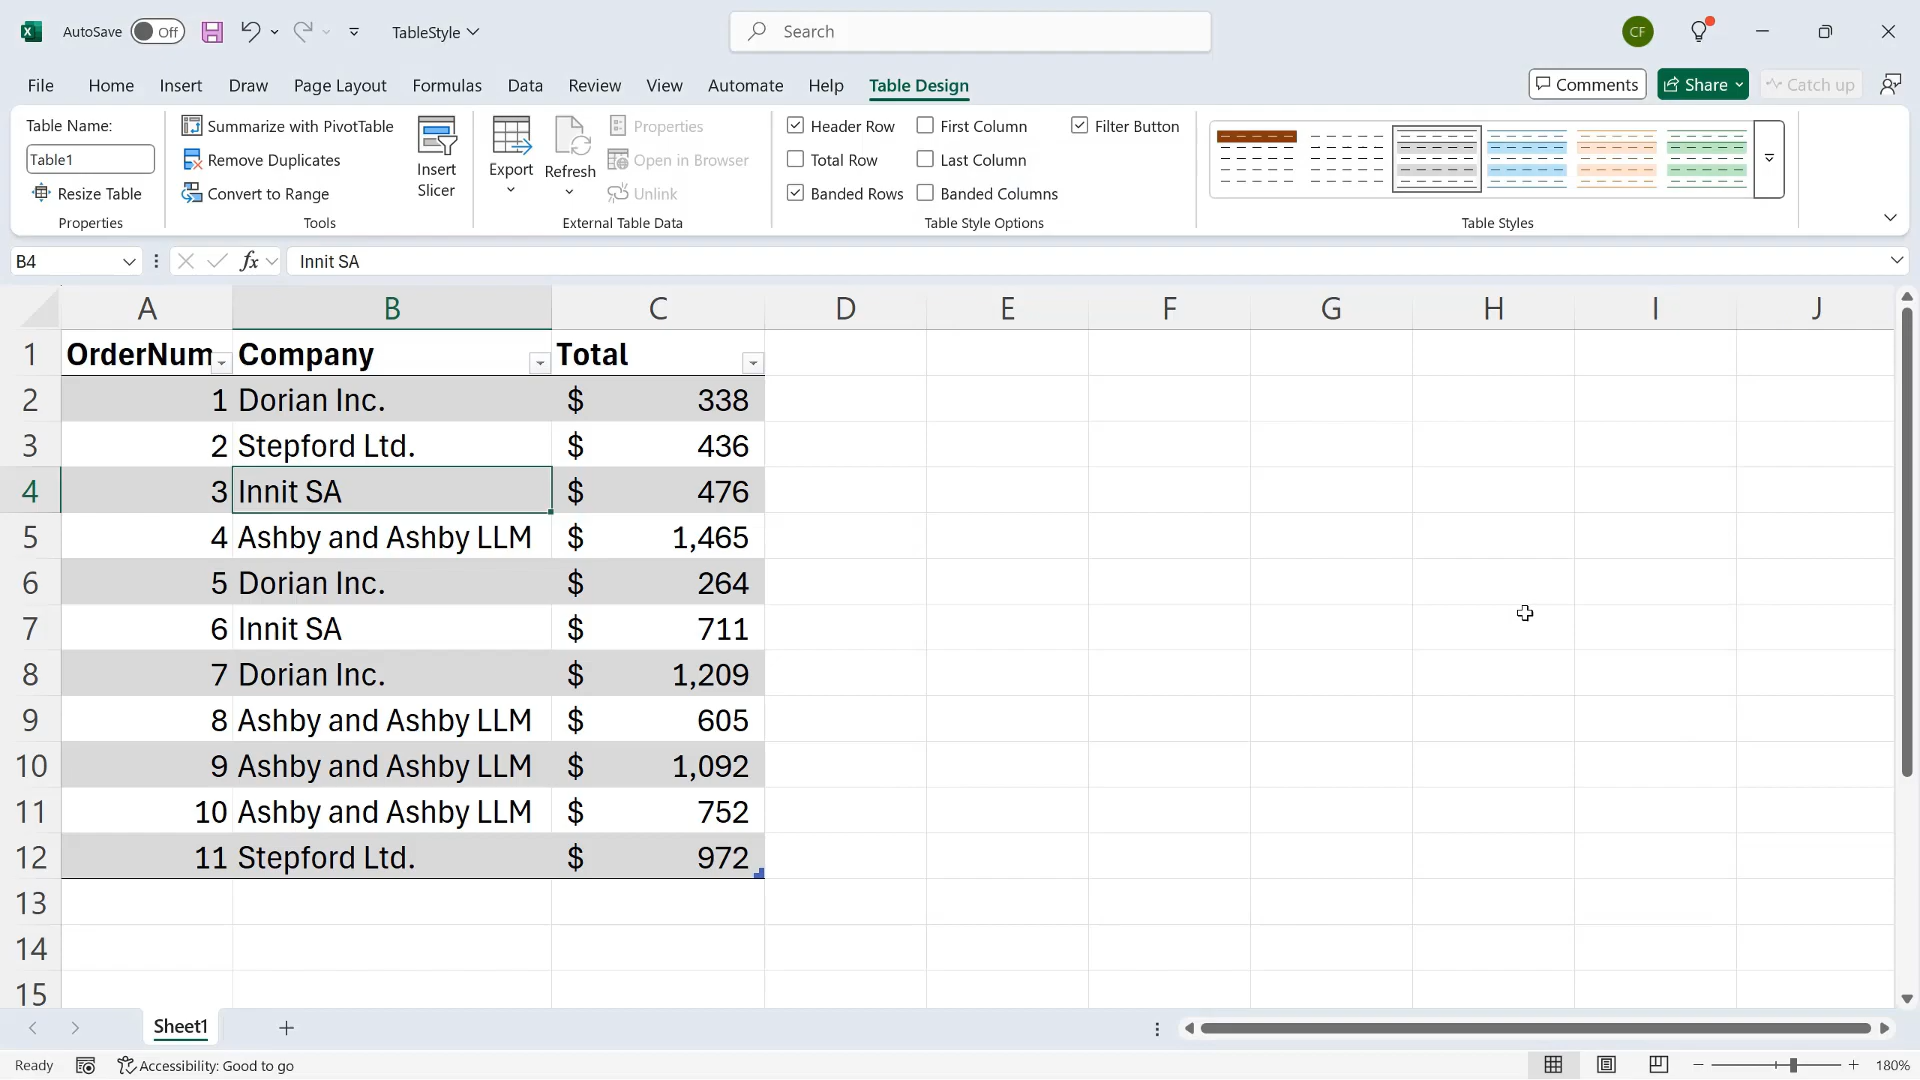 AutoSave Off TableStyle Search CF
File Home Insert Draw Page Layout Formulas Data Review View Automate Help Table Design Comments Share Catch up
Table Name:
Table1
Resize Table
Properties
Summarize with PivotTable
Remove Duplicates
Convert to Range
Tools
Insert
Slicer
Export
Refresh
Properties
Open in Browser
Unlink
External Table Data
Header Row First Column Filter Button
Total Row Last Column
Banded Rows Banded Columns
Table Style Options
Table Styles
B4 fx Innit SA
A B C D E F G H I J
1 OrderNum Company Total
2 1 Dorian Inc. $ 338
3 2 Stepford Ltd. $ 436
4 3 Innit SA $ 476
5 4 Ashby and Ashby LLM $ 1,465
6 5 Dorian Inc. $ 264
7 6 Innit SA $ 711
8 7 Dorian Inc. $ 1,209
9 8 Ashby and Ashby LLM $ 605
10 9 Ashby and Ashby LLM $ 1,092
11 10 Ashby and Ashby LLM $ 752
12 11 Stepford Ltd. $ 972
13
14
15
Sheet1
Ready Accessibility: Good to go 180%